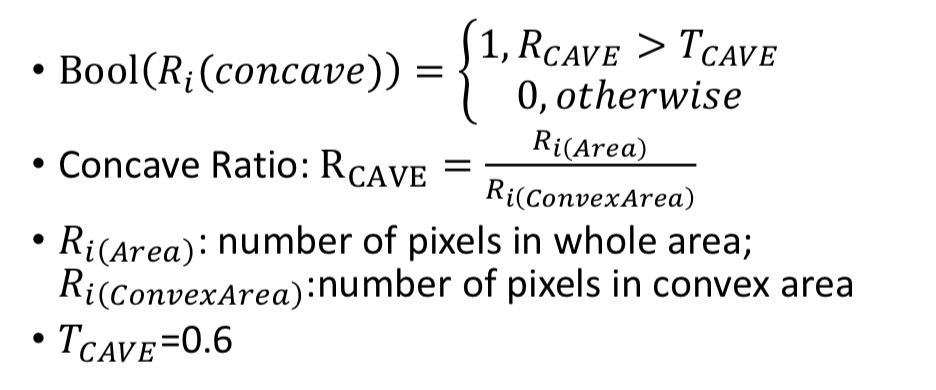 • Bool(R_i(concave)) = {1, R_CAVE > T_CAVE
0, otherwise
• Concave Ratio: R_CAVE = R_i(Area) / R_i(ConvexArea)
• R_i(Area): number of pixels in whole area;
R_i(ConvexArea):number of pixels in convex area
• T_CAVE=0.6